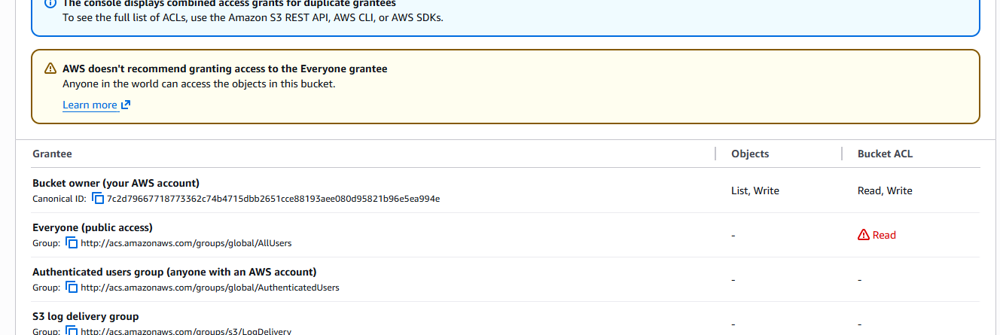 The console displays combined access grants for duplicate grantees
To see the full list of ACLs, use the Amazon S3 REST API, AWS CLI, or AWS SDKs.
AWS doesn't recommend granting access to the Everyone grantee
Anyone in the world can access the objects in this bucket.
Learn more
Grantee Objects Bucket ACL
Bucket owner (your AWS account)
Canonical ID: 7c2d79667718773362c74b4715dbb2651cce88193aee080d95821b96e5ea994e
List, Write Read, Write
Everyone (public access)
Group: http://acs.amazonaws.com/groups/global/AllUsers
- Read
Authenticated users group (anyone with an AWS account)
Group: http://acs.amazonaws.com/groups/global/AuthenticatedUsers
- -
S3 log delivery group
Group: http://acs.amazonaws.com/groups/s3/LogDelivery
- -